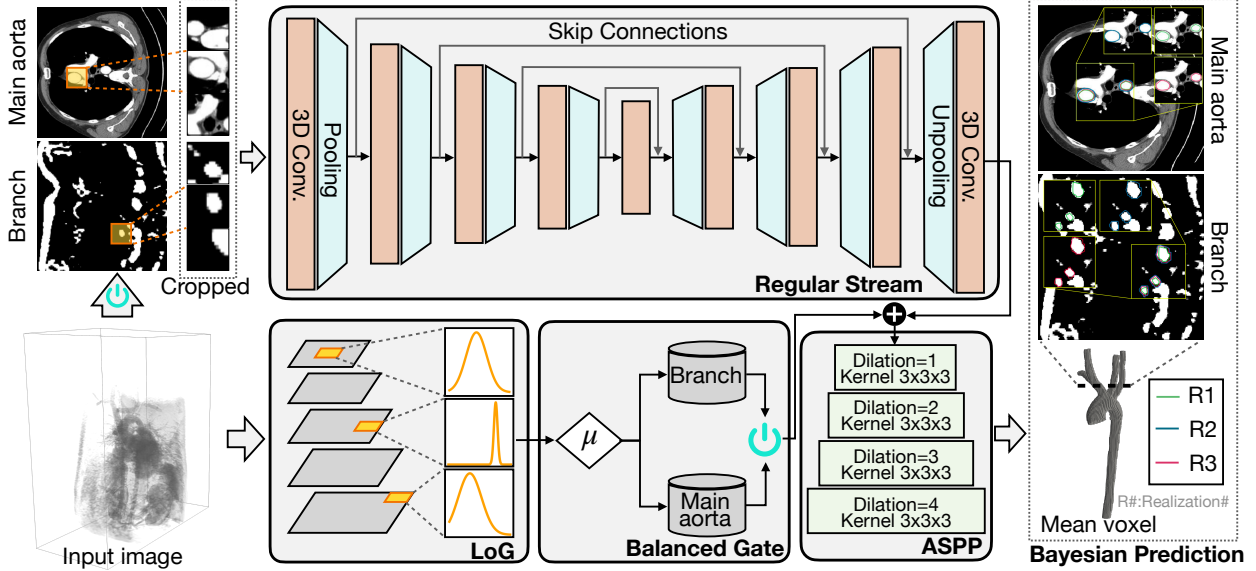 Main aorta
Branch
Cropped
Input image
Skip Connections
3D Conv.
Pooling
Unpooling
3D Conv.
Regular Stream
LoG
μ
Branch
Main
aorta
Balanced Gate
Dilation=1
Kernel 3x3x3
Dilation=2
Kernel 3x3x3
Dilation=3
Kernel 3x3x3
Dilation=4
Kernel 3x3x3
ASPP
Main aorta
Branch
R1
R2
R3
R#:Realization#
Mean voxel
Bayesian Prediction